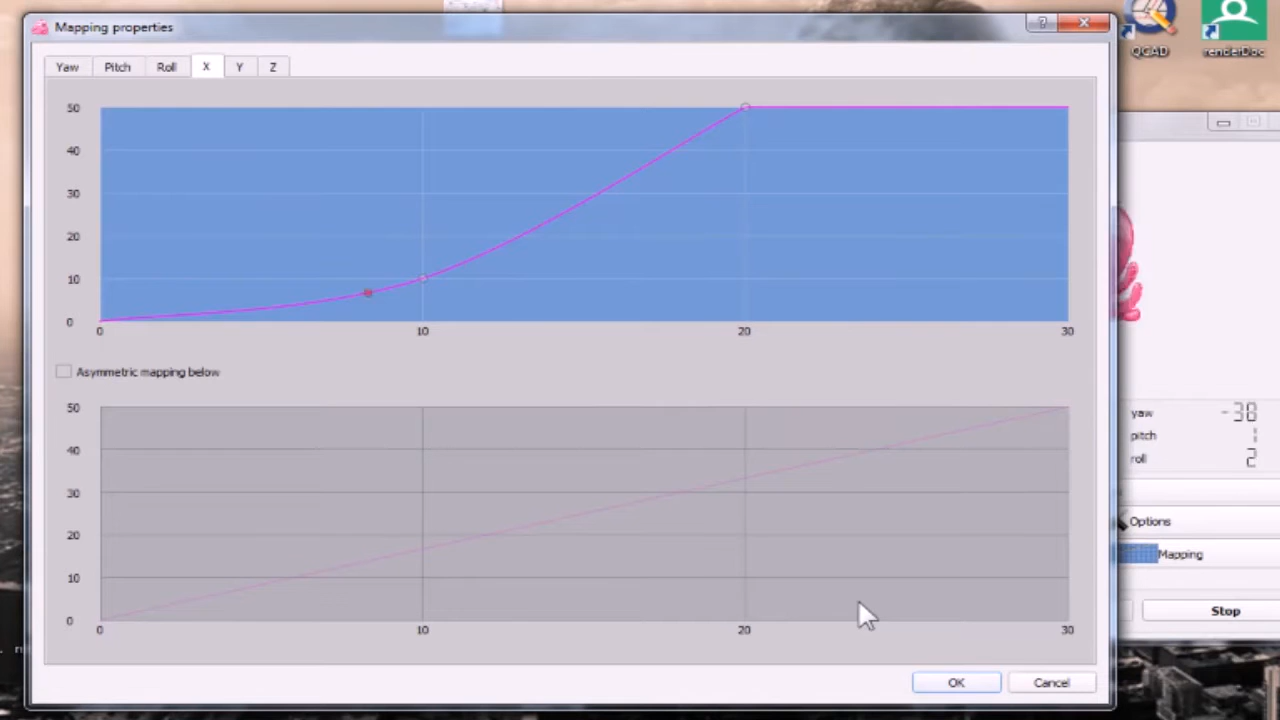 Mapping properties
QCAD
renderDoc
Yaw Pitch Roll X Y Z
50
40
30
20
10
0
0 10 20 30
Asymmetric mapping below
50
40
30
20
10
0
0 10 20 30
yaw -38
pitch 1
roll 2
Options
Mapping
Stop
OK Cancel